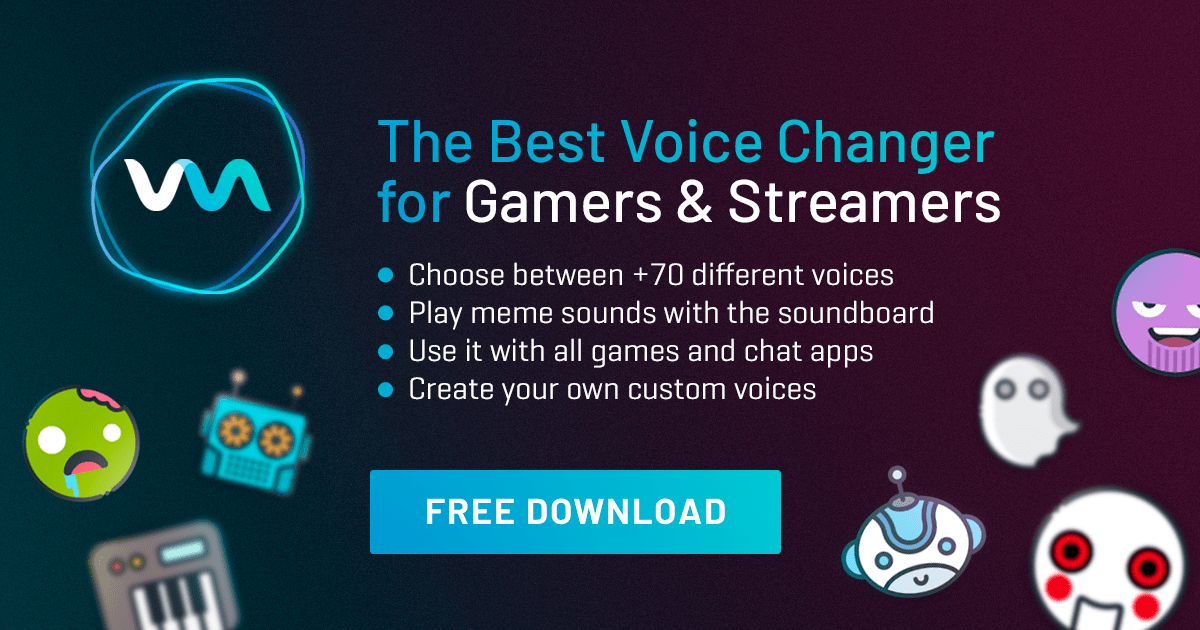 VM
The Best Voice Changer
for Gamers & Streamers
Choose between +70 different voices
Play meme sounds with the soundboard
Use it with all games and chat apps
Create your own custom voices
FREE DOWNLOAD